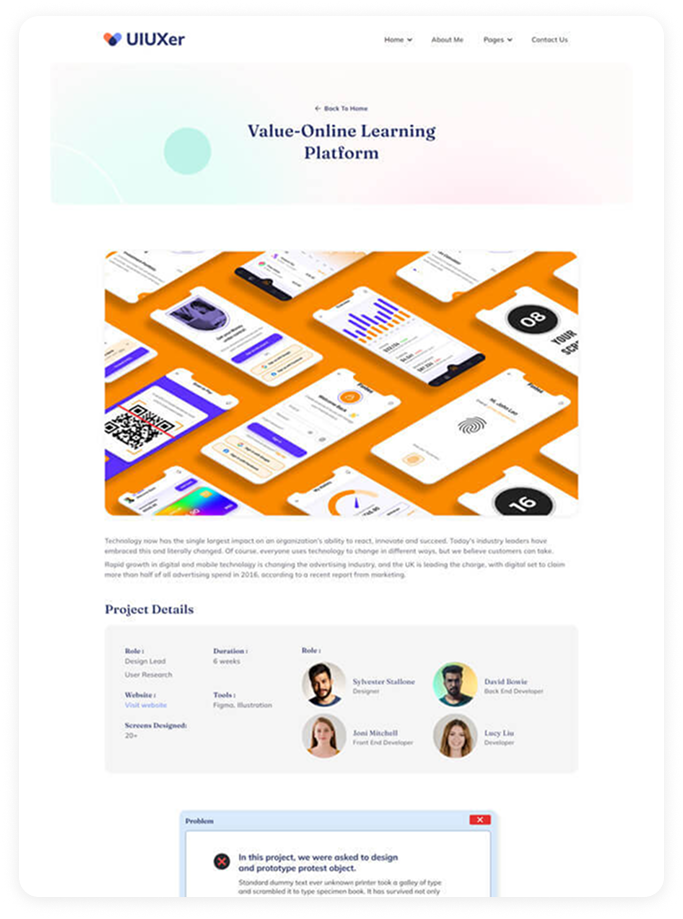 UIUXer
Home
About Me
Pages
Contact Us
← Back To Home
Value-Online Learning
Platform
08
YOUR
Welcome Back
Hi, John Leo
16
Technology now has the single largest impact on an organization's ability to react, innovate and succeed. Today's industry leaders have
embraced this and literally changed. Of course, everyone uses technology to change in different ways, but we believe customers can take.
Rapid growth in digital and mobile technology is changing the advertising industry, and the UK is leading the charge, with digital set to claim
more than half of all advertising spend in 2016, according to a recent report from marketing.
Project Details
Role :
Design Lead
User Research
Duration :
6 weeks
Website :
Visit website
Tools :
Figma, Illustration
Screens Designed:
20+
Role :
Sylvester Stallone
Designer
David Bowie
Back End Developer
Joni Mitchell
Front End Developer
Lucy Liu
Developer
Problem
In this project, we were asked to design
and prototype protest object.
Standard dummy text ever unknown printer took a galley of type
and scrambled it to type specimen book. It has survived not only